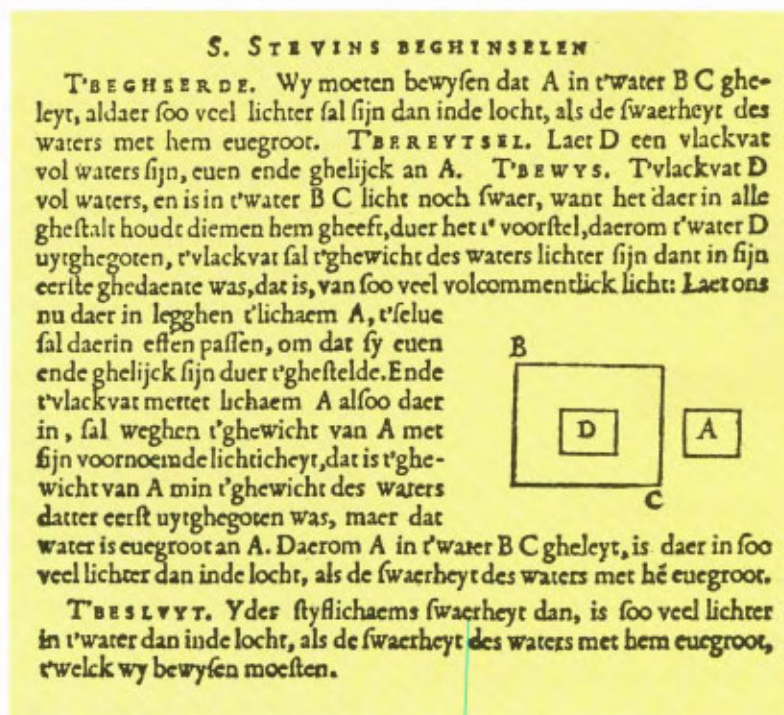 S. STEVINS BEGHINSELEN
T'BEGHEERDE. Wy moeten bewyſen dat A in t'water B C ghe-
leyt, aldaer ſoo veel lichter ſal ſijn dan inde locht, als de ſwaerheyt des
waters met hem euegroot. T'BEREYTSEL. Laet D een vlackvat
vol waters ſijn, euen ende ghelijck an A. T'BEWYS. T'vlackvat D
vol waters, en is in t'water B C licht noch ſwaer, want het daer in alle
gheſtalt houdt diemen hem gheeft, duer het 1e voorſtel, daerom t'water D
uytghegoten, t'vlackvat ſal t'ghewicht des waters lichter ſijn dant in ſijn
eerſte ghedaente was, dat is, van ſoo veel volcommentlick licht: Laet ons
nu daer in legghen t'lichaem A, t'ſelue
ſal daerin effen paſſen, om dat ſy euen
ende ghelijck ſijn duer t'gheſtelde. Ende
t'vlackvat mettet lichaem A alſoo daer
in, ſal weghen t'ghewicht van A met
ſijn voornoemde lichticheyt, dat is t'ghe-
wicht van A min t'ghewicht des waters
datter eerſt uytghegoten was, maer dat
water is euegroot an A. Daerom A in t'water B C gheleyt, is daer in ſoo
veel lichter dan inde locht, als de ſwaerheyt des waters met hē euegroot.
B
D
A
C
T'BESLVYT. Yder ſtyflichaems ſwaerheyt dan, is ſoo veel lichter
in t'water dan inde locht, als de ſwaerheyt des waters met hem euegroot,
t'welck wy bewyſen moeſten.